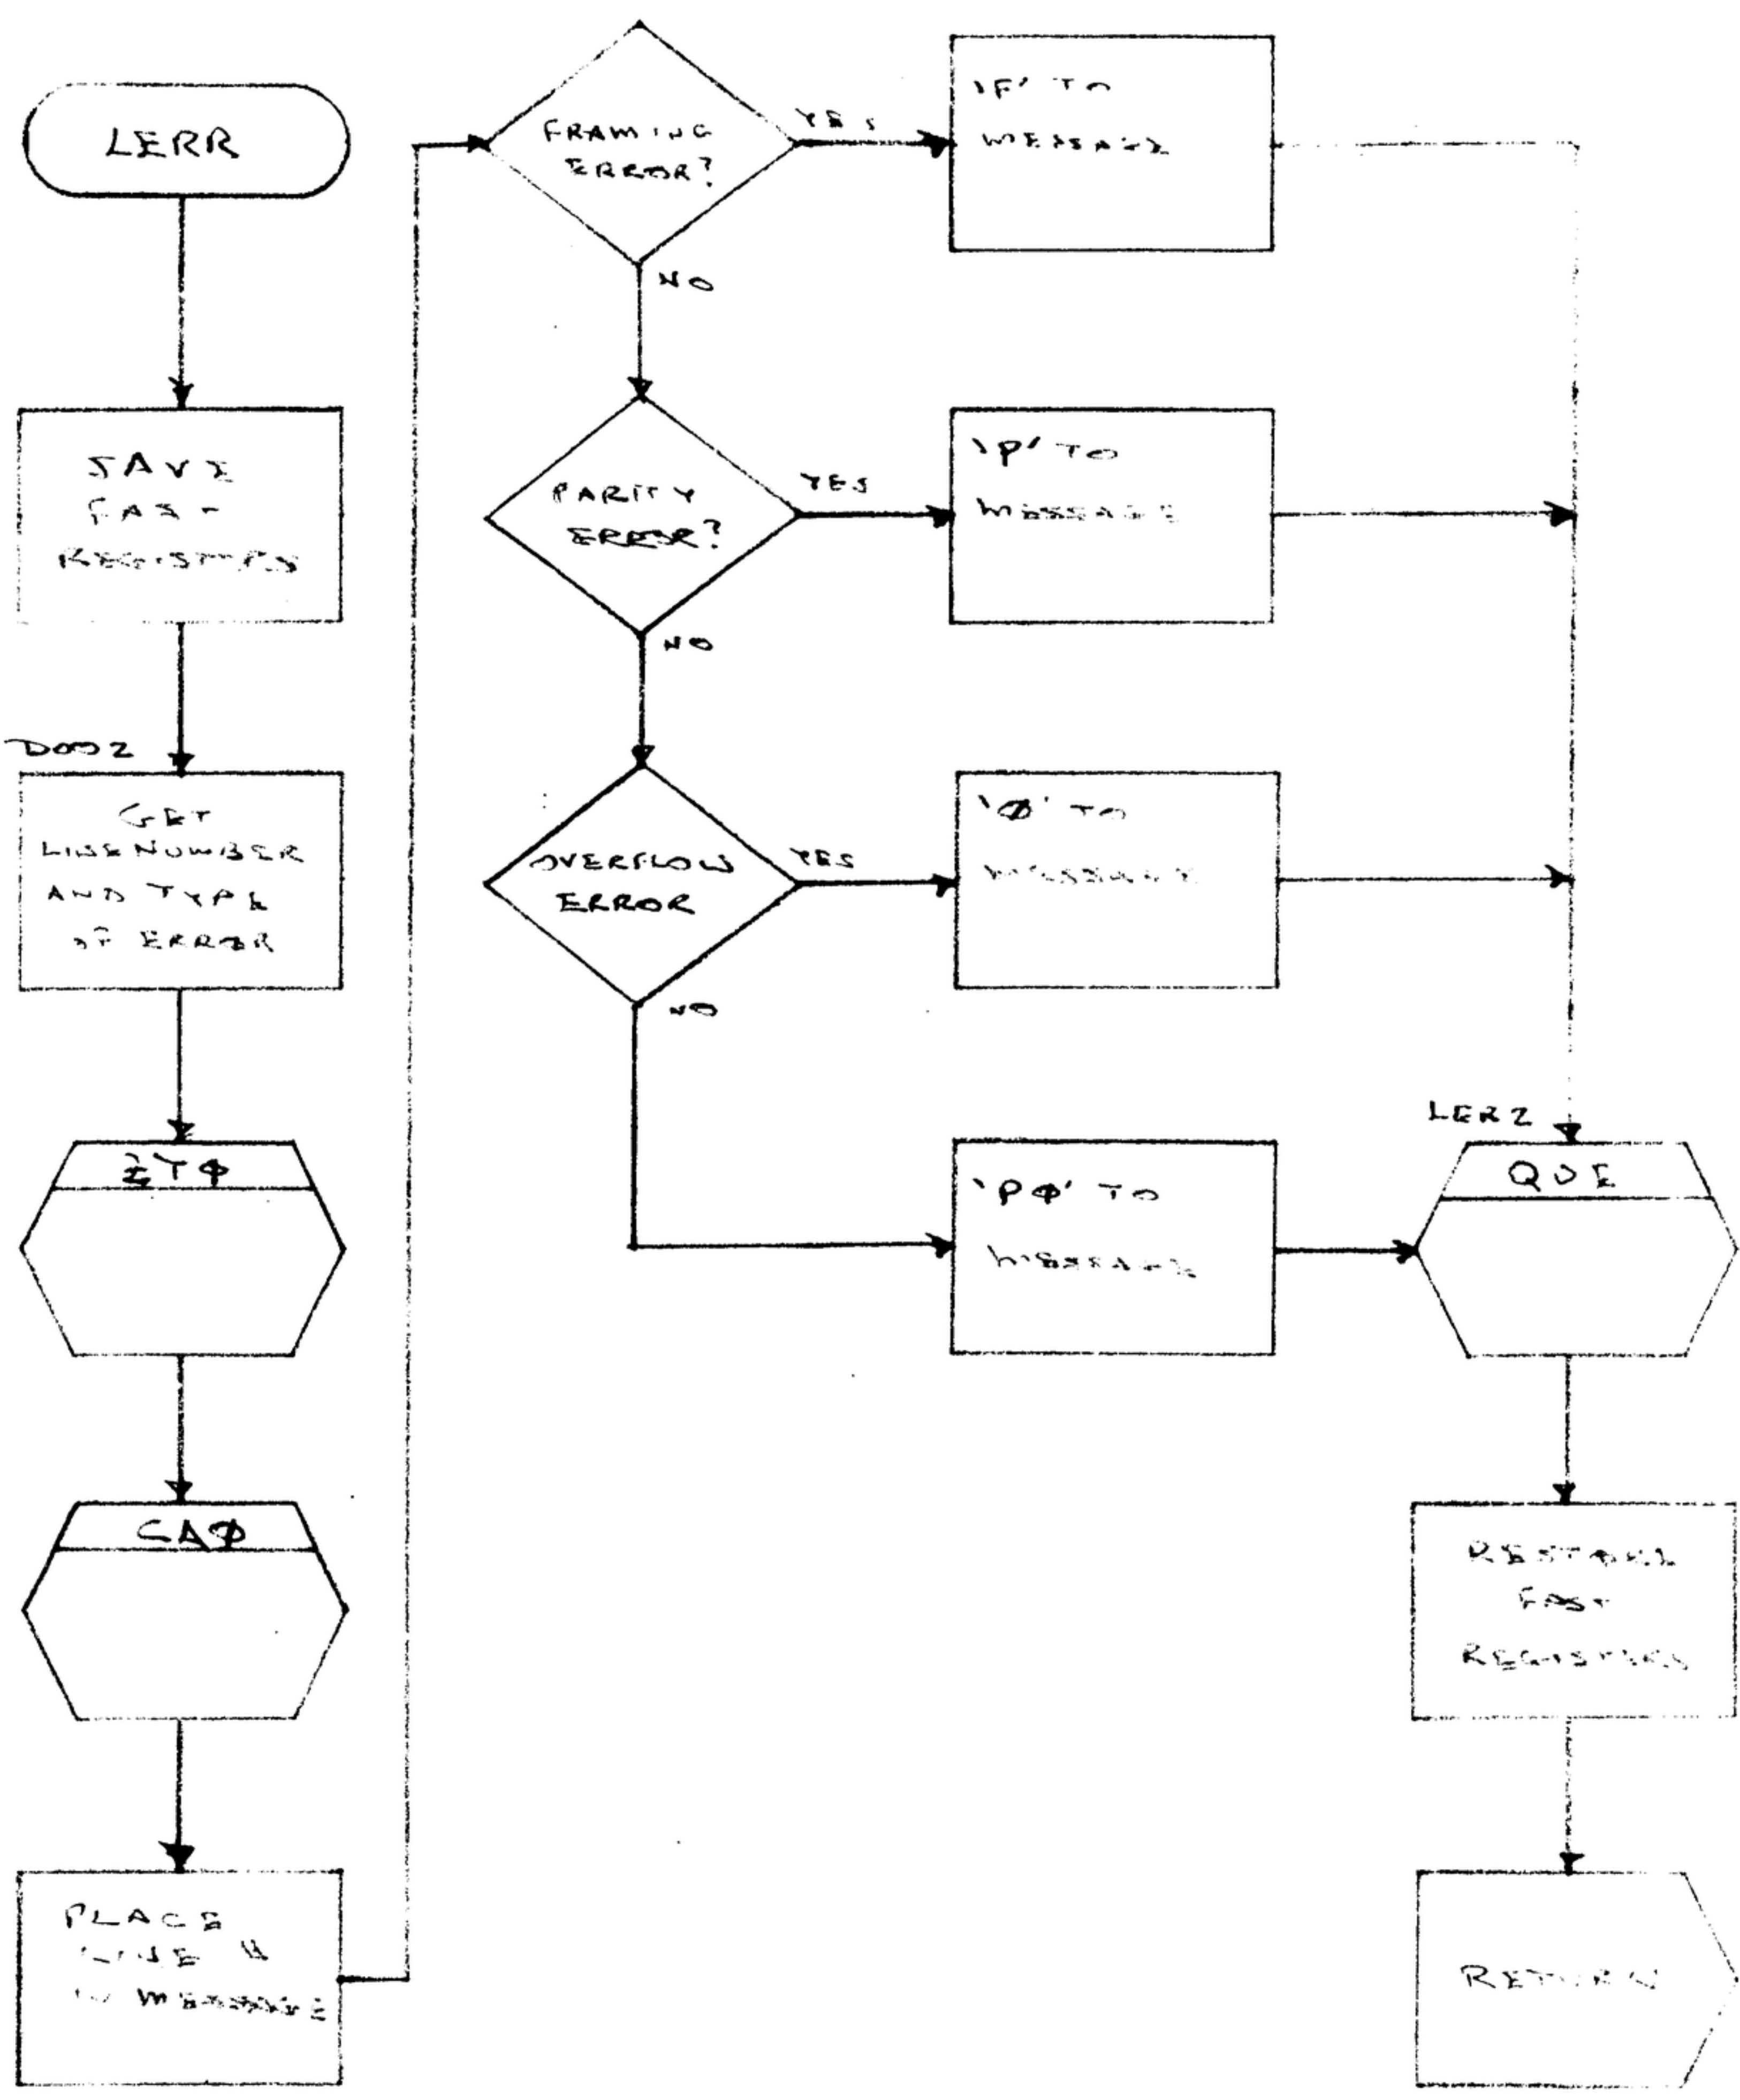 LERR
SAVE
FAST
REGISTERS
D002
GET
LINE NUMBER
AND TYPE
OF ERROR
CAØ
PLACE
LINE #
IN MESSAGE
FRAMING
ERROR?
YES
NO
'F' TO
MESSAGE
PARITY
ERROR?
YES
NO
'P' TO
MESSAGE
OVERFLOW
ERROR
YES
NO
'Ø' TO
MESSAGE
'PØ' TO
MESSAGE
LER2
QUE
RESTORE
FAST
REGISTERS
RETURN